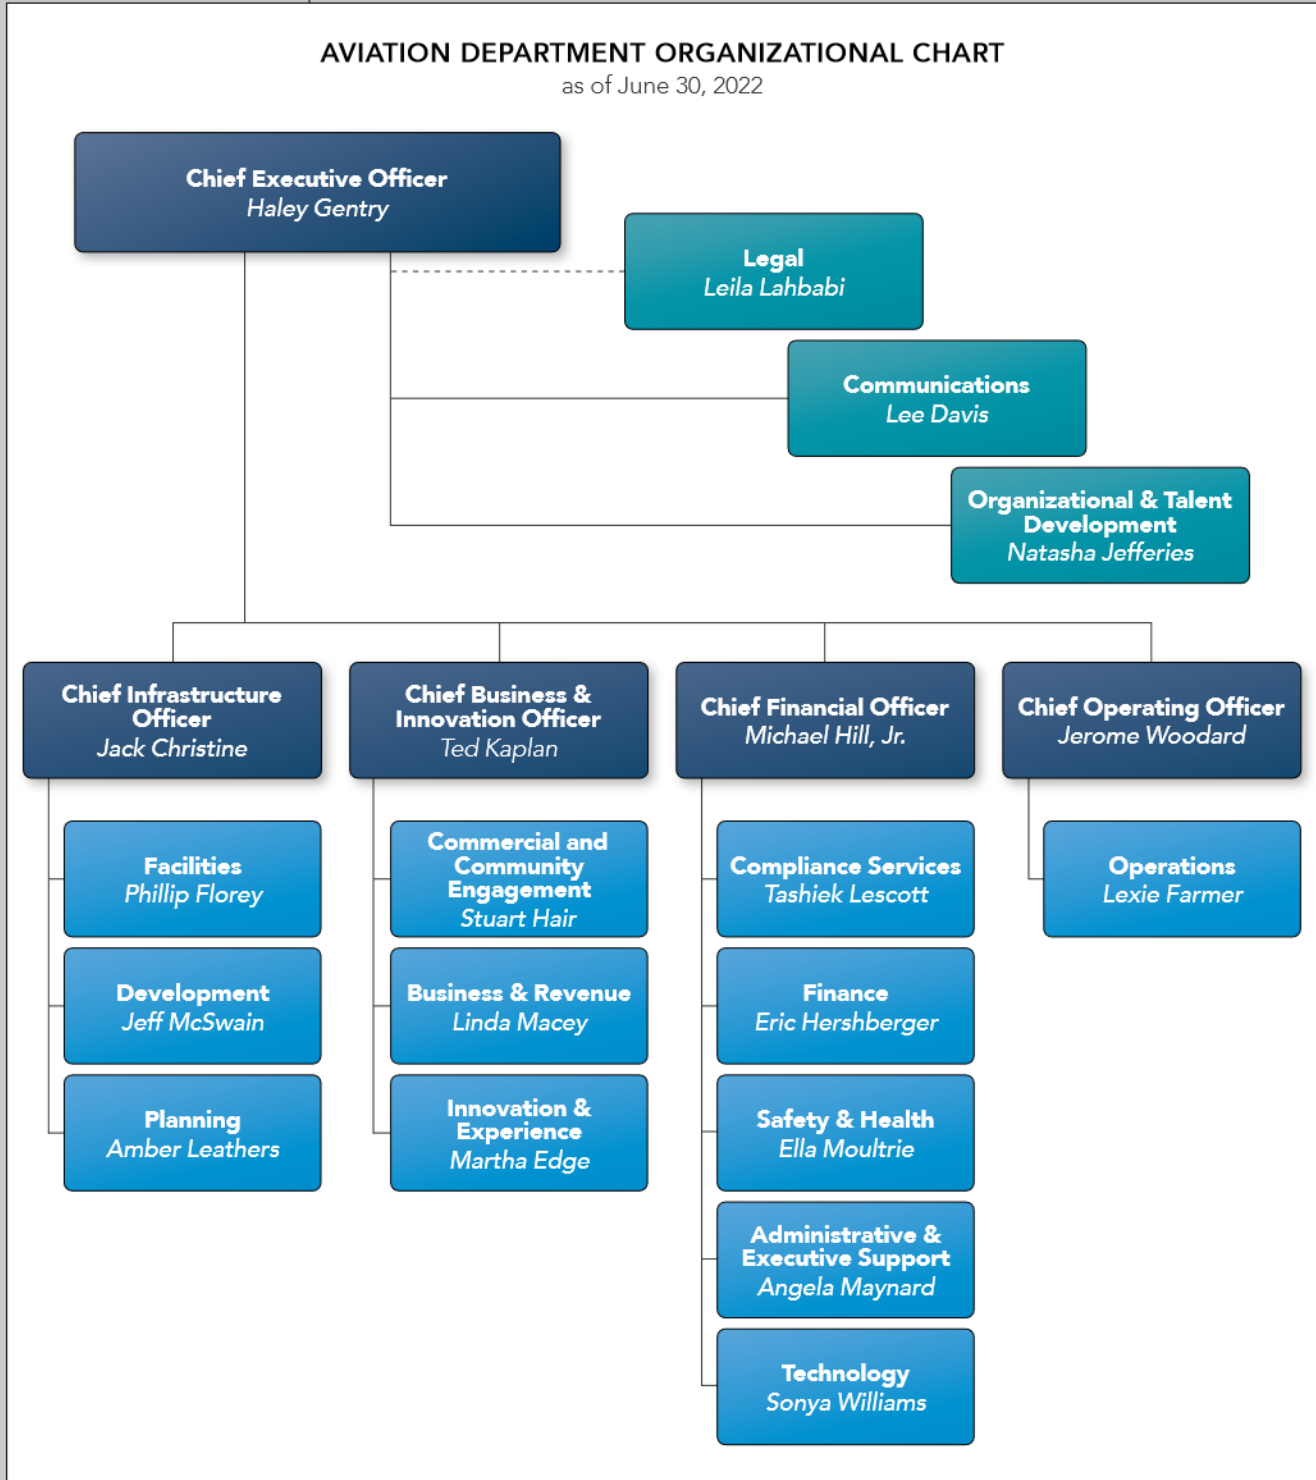 AVIATION DEPARTMENT ORGANIZATIONAL CHART
as of June 30, 2022
Chief Executive Officer
Haley Gentry
Legal
Leila Lahbabi
Communications
Lee Davis
Organizational & Talent
Development
Natasha Jefferies
Chief Infrastructure
Officer
Jack Christine
Chief Business &
Innovation Officer
Ted Kaplan
Chief Financial Officer
Michael Hill, Jr.
Chief Operating Officer
Jerome Woodard
Facilities
Phillip Florey
Development
Jeff McSwain
Planning
Amber Leathers
Commercial and
Community
Engagement
Stuart Hair
Business & Revenue
Linda Macey
Innovation &
Experience
Martha Edge
Compliance Services
Tashiek Lescott
Finance
Eric Hershberger
Safety & Health
Ella Moultrie
Administrative &
Executive Support
Angela Maynard
Technology
Sonya Williams
Operations
Lexie Farmer